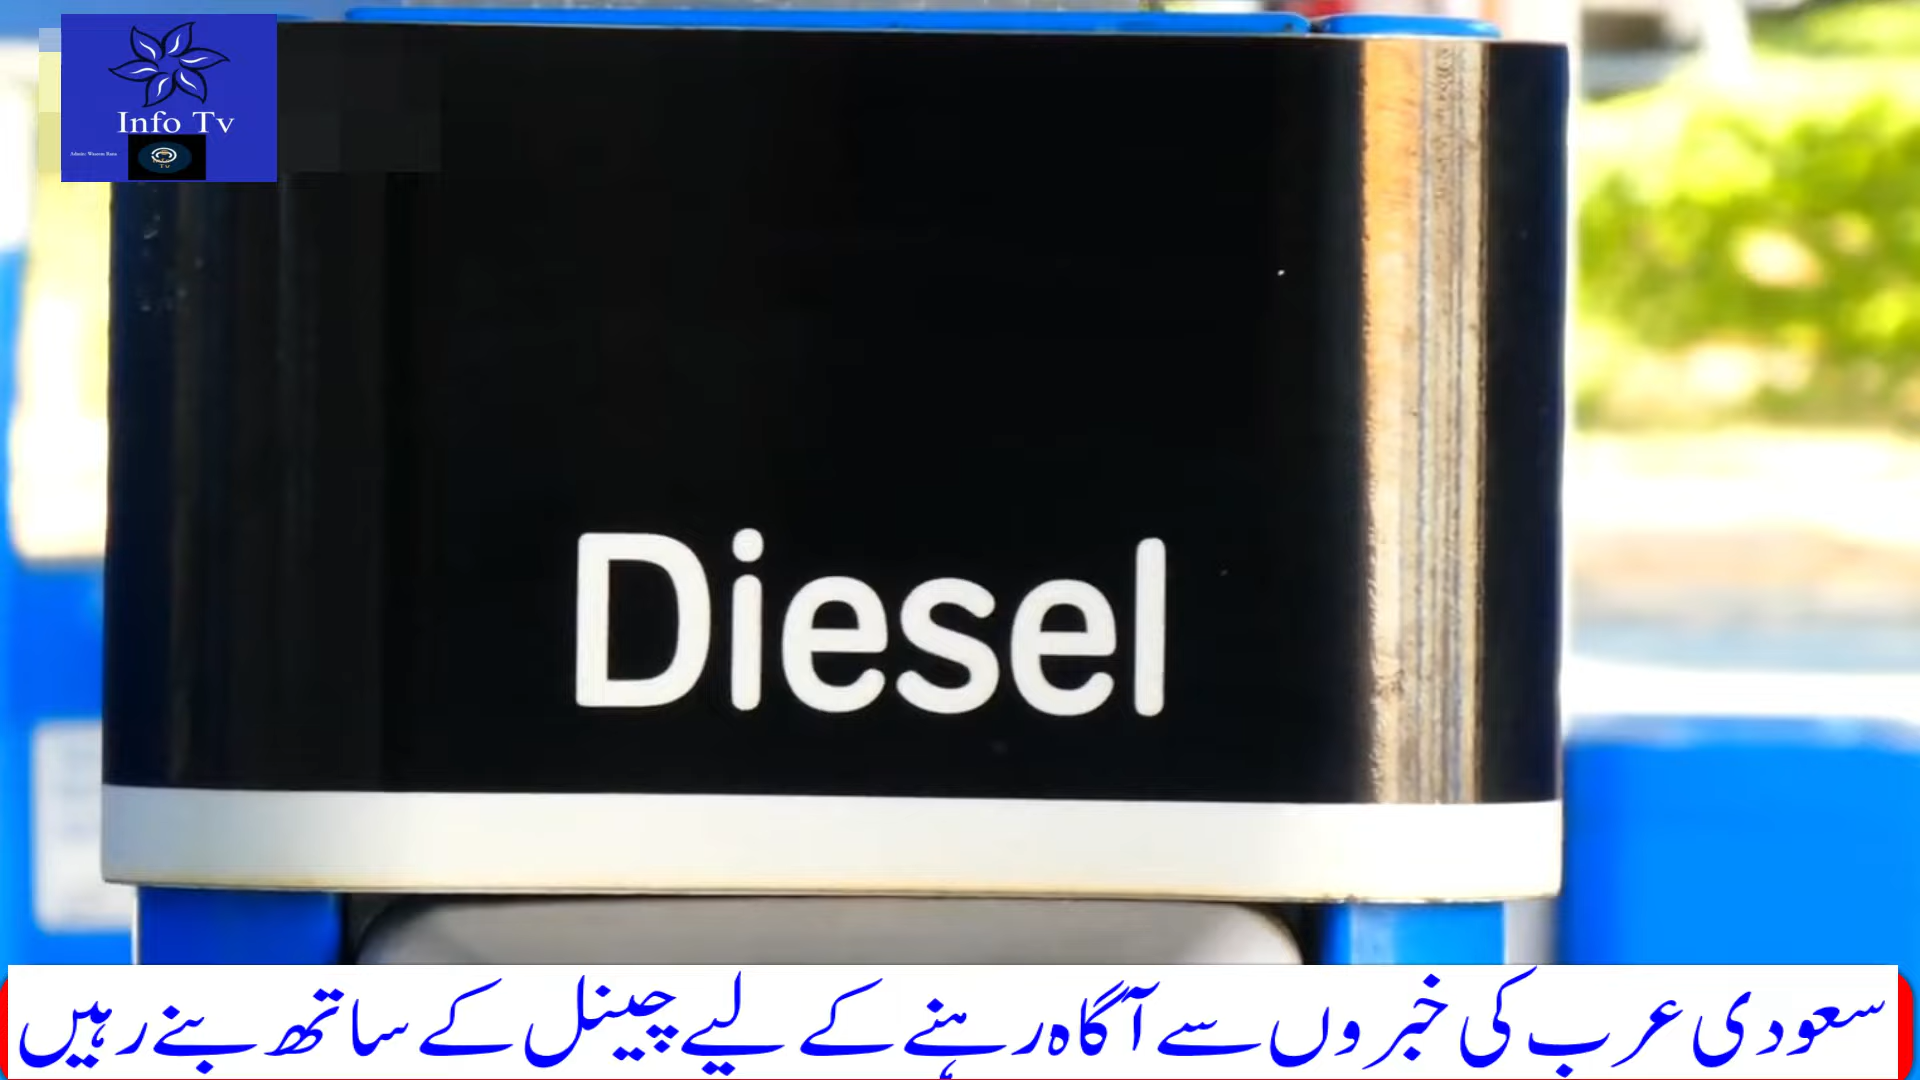 Info Tv
Diesel
سعودی عرب کی خبروں سے آگاہ رہنے کے لیے چینل کے ساتھ بنے رہیں